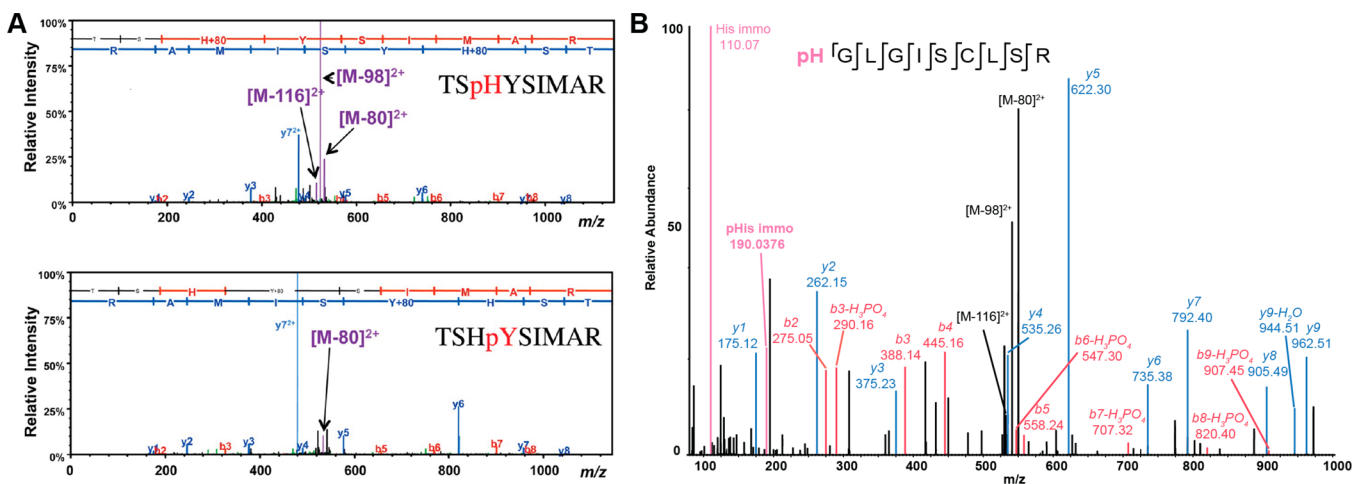 A
100%
75%
50%
25%
0%
Relative Intensity
T S H+80 Y S I M A R
R A M I S Y H+80 S T
[M-98]²⁺
[M-116]²⁺
TSpHYSIMAR
[M-80]²⁺
y7²⁺
y1 b2 y2 y3 b3 y4 y5 b5 y6 b6 b7 b8 y8
0 200 400 600 800 1000 m/z
100%
75%
50%
25%
0%
Relative Intensity
T S H Y+80 S I M A R
R A M I S Y+80 H S T
y7²⁺
[M-80]²⁺
TSHpYSIMAR
y6
y1 b2 y2 b3 y3 y4 y5 b5 b6 b7 y7 b8 y8
0 200 400 600 800 1000 m/z
B
100
50
0
Relative Abundance
His immo
110.07
pH GLGISCLSR
y5
622.30
[M-80]²⁺
[M-98]²⁺
[M-116]²⁺
pHis immo
190.0376
y1
175.12
y2
262.15
b2
275.05
b3-H₃PO₄
290.16
y3
375.23
b3
388.14
b4
445.16
y4
535.26
b5
558.24
b6-H₃PO₄
547.30
b7-H₃PO₄
707.32
y6
735.38
y7
792.40
b8-H₃PO₄
820.40
b9-H₃PO₄
907.45
y8
905.49
y9-H₂O
944.51
y9
962.51
100 200 300 400 500 600 700 800 900 1000
m/z